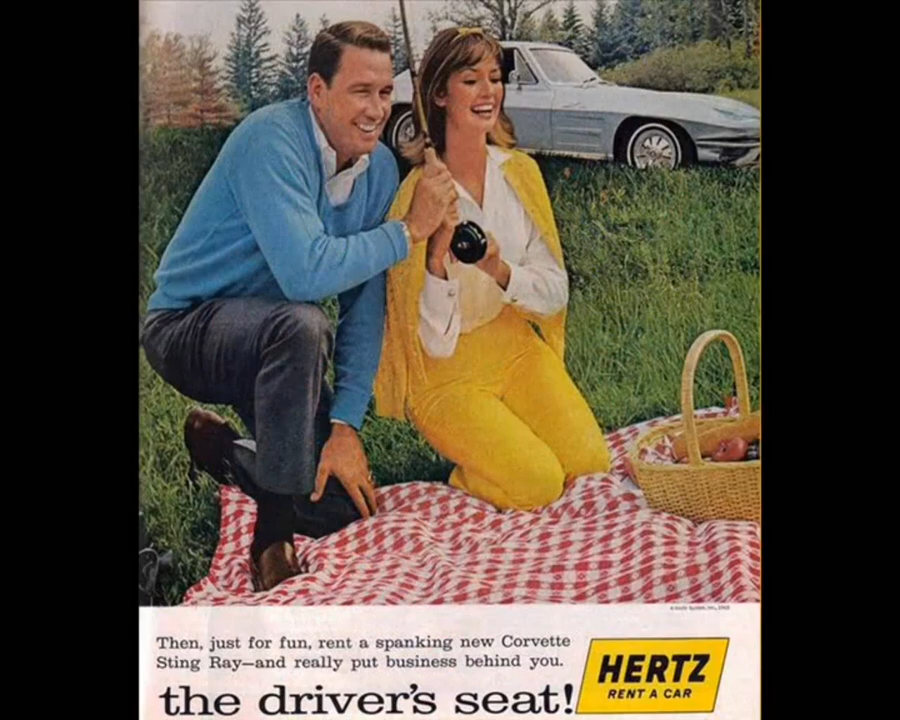 Then, just for fun, rent a spanking new Corvette
Sting Ray—and really put business behind you.
the driver's seat!
HERTZ
RENT A CAR